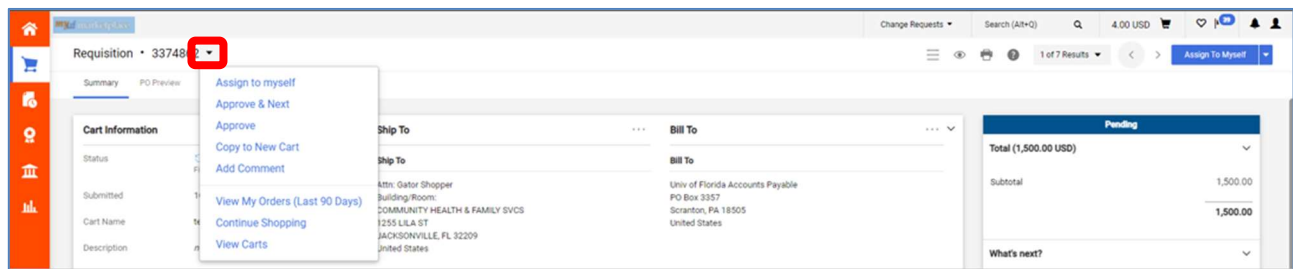 my marketplace
Change Requests
Search (Alt+Q)
4.00 USD
Requisition • 3374862
1 of 7 Results
Assign To Myself
Summary
PO Preview
Assign to myself
Approve & Next
Approve
Copy to New Cart
Add Comment
View My Orders (Last 90 Days)
Continue Shopping
View Carts
Cart Information
Status
Submitted
Cart Name
te
Description
Ship To
Ship To
Attn: Gator Shopper
Building/Room:
COMMUNITY HEALTH & FAMILY SVCS
1255 LILA ST
JACKSONVILLE, FL 32209
United States
Bill To
Bill To
Univ of Florida Accounts Payable
PO Box 3357
Scranton, PA 18505
United States
Pending
Total (1,500.00 USD)
Subtotal
1,500.00
1,500.00
What's next?